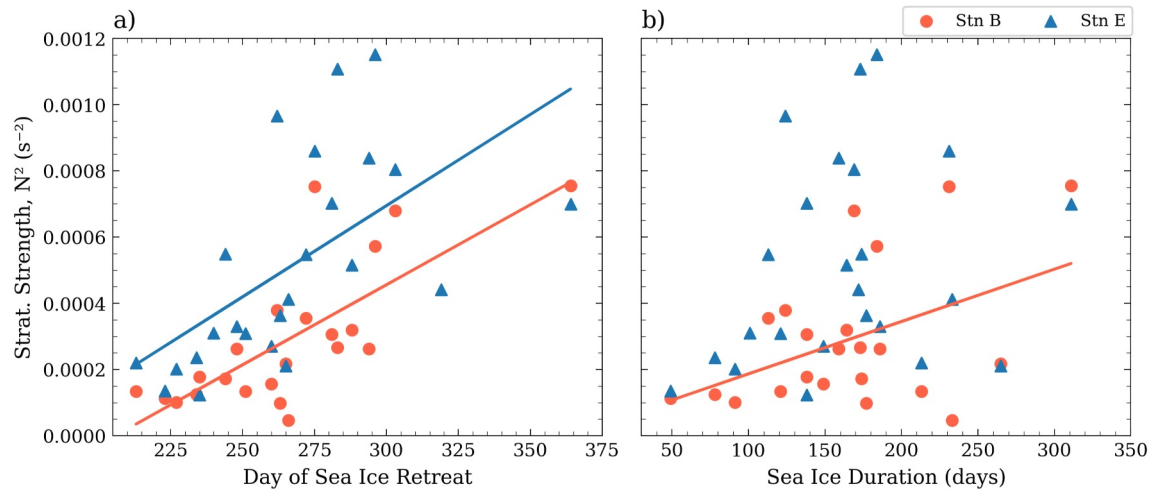 a)
b)
Stn B
Stn E
0.0012
0.0010
0.0008
0.0006
0.0004
0.0002
0.0000
Strat. Strength, N² (s⁻²)
225 250 275 300 325 350 375
Day of Sea Ice Retreat
50 100 150 200 250 300 350
Sea Ice Duration (days)